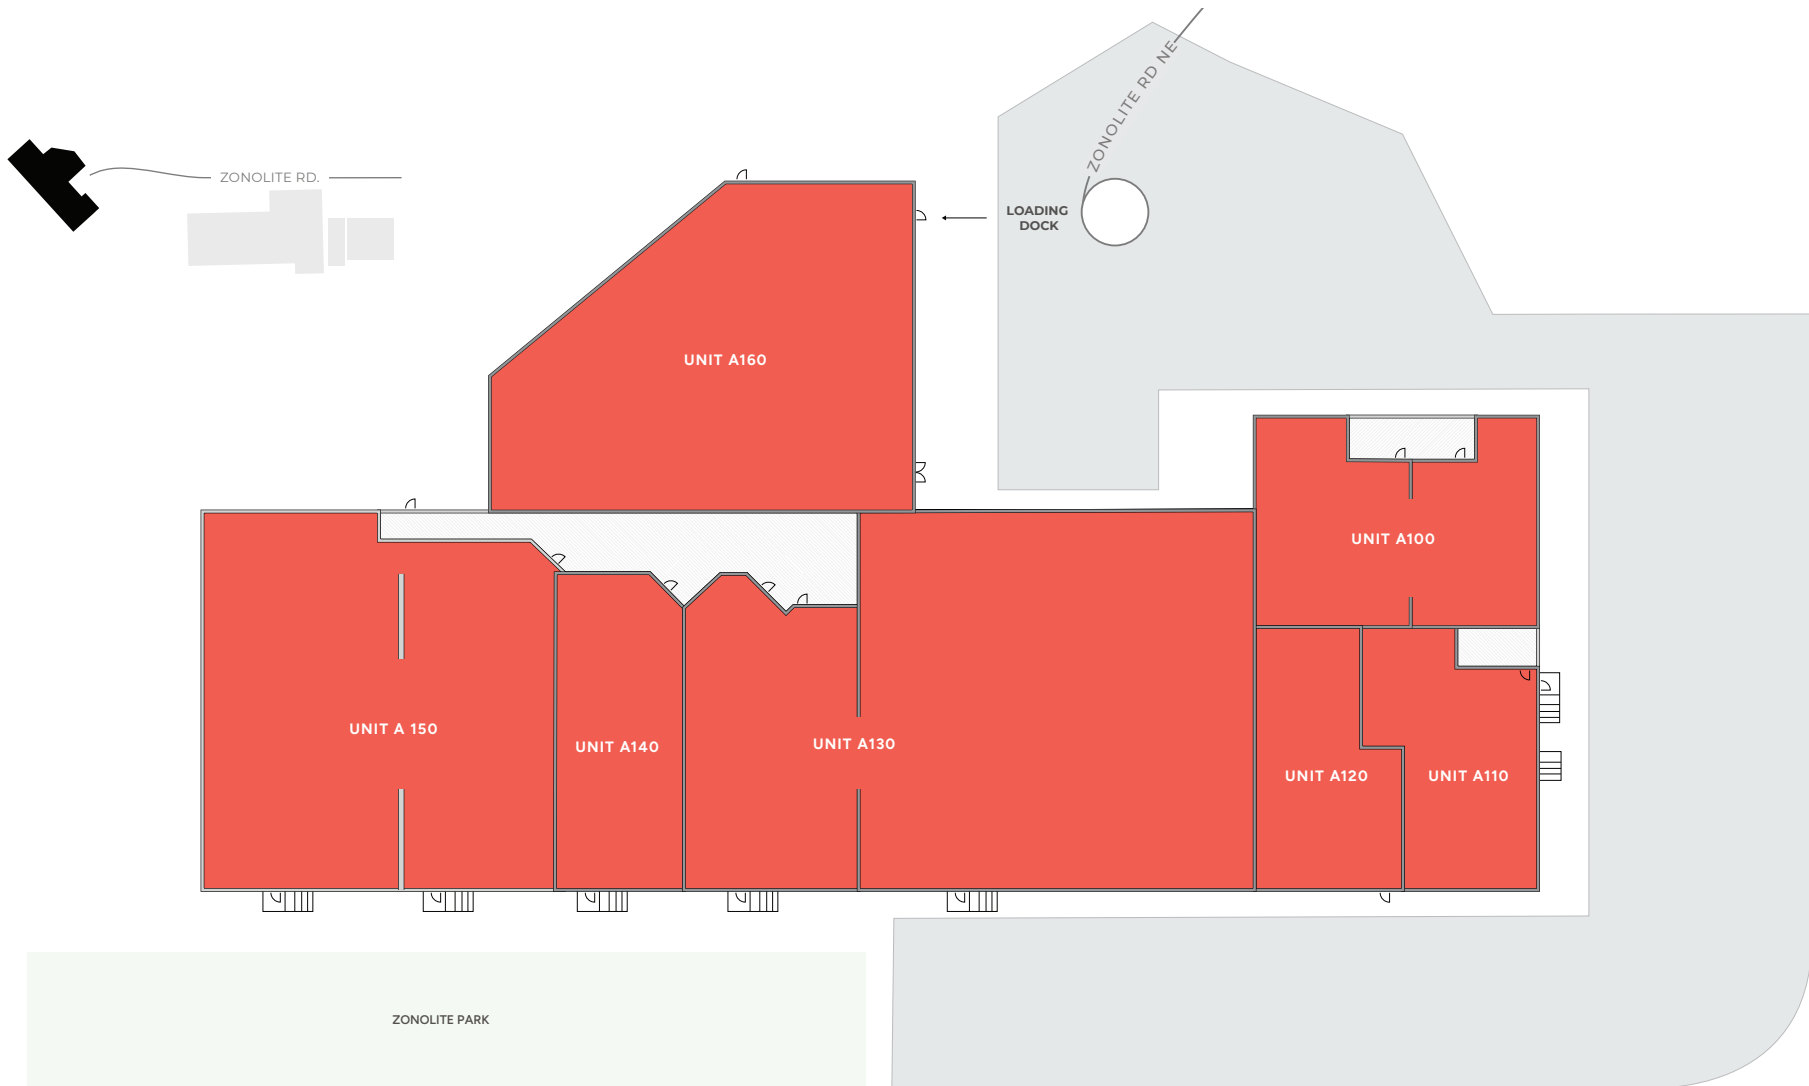 ZONOLITE RD NE
ZONOLITE RD.
LOADING
DOCK
UNIT A160
UNIT A100
UNIT A 150
UNIT A140
UNIT A130
UNIT A120
UNIT A110
ZONOLITE PARK